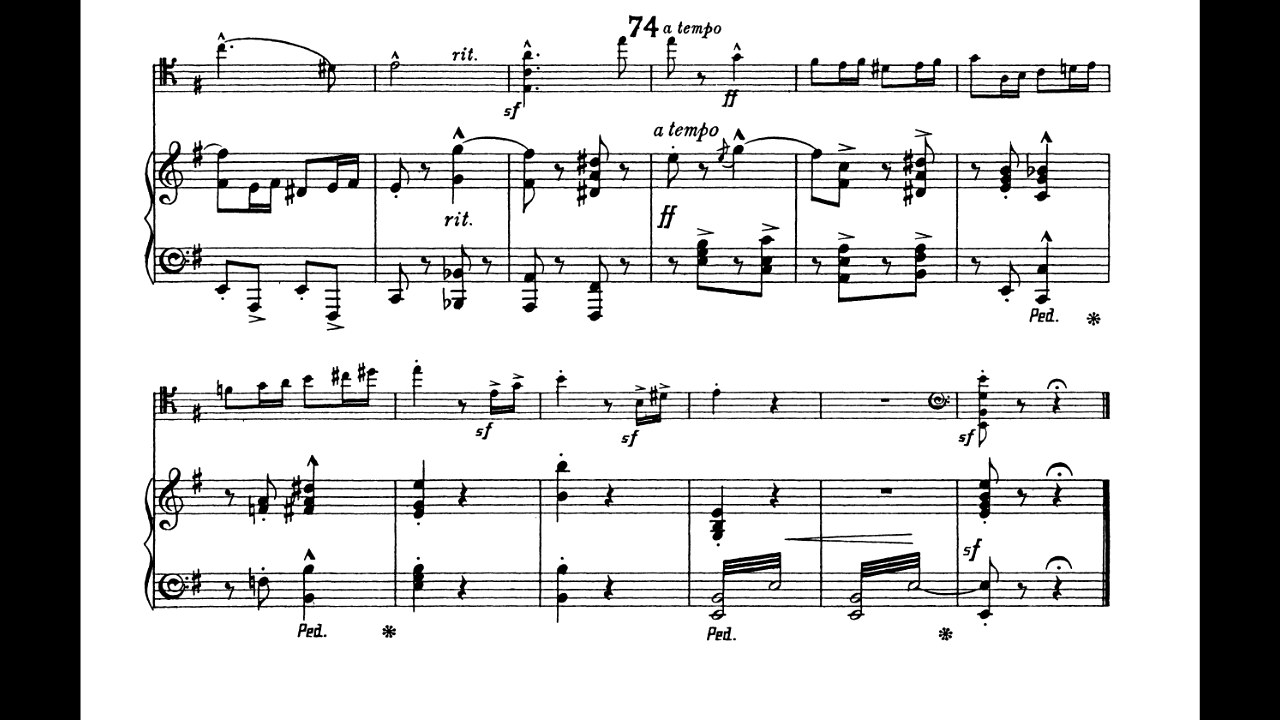 74 a tempo
rit.
sf
ff
a tempo
rit.
ff
Ped.
sf
sf
sf
sf
Ped.
Ped.